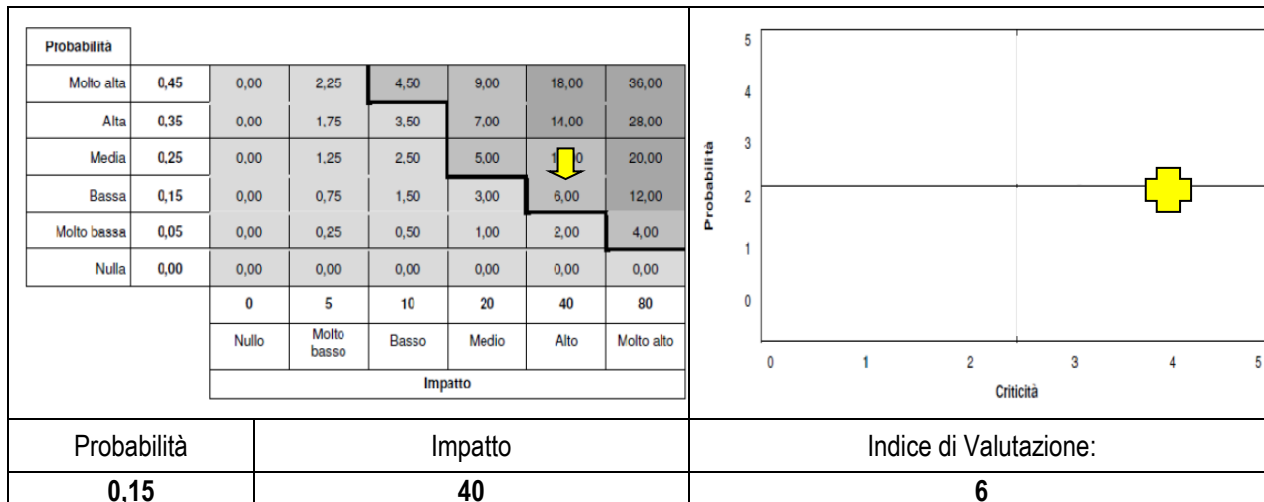 Probabilità
Molto alta 0,45 0,00 2,25 4,50 9,00 18,00 36,00
Alta 0,35 0,00 1,75 3,50 7,00 14,00 28,00
Media 0,25 0,00 1,25 2,50 5,00 20,00
Bassa 0,15 0,00 0,75 1,50 3,00 6,00 12,00
Molto bassa 0,05 0,00 0,25 0,50 1,00 2,00 4,00
Nulla 0,00 0,00 0,00 0,00 0,00 0,00 0,00
0 5 10 20 40 80
Nullo Molto basso Basso Medio Alto Molto alto
Impatto
5
4
3
2
1
0
Probabilità
0 1 2 3 4 5
Criticità
Probabilità Impatto Indice di Valutazione:
0,15 40 6